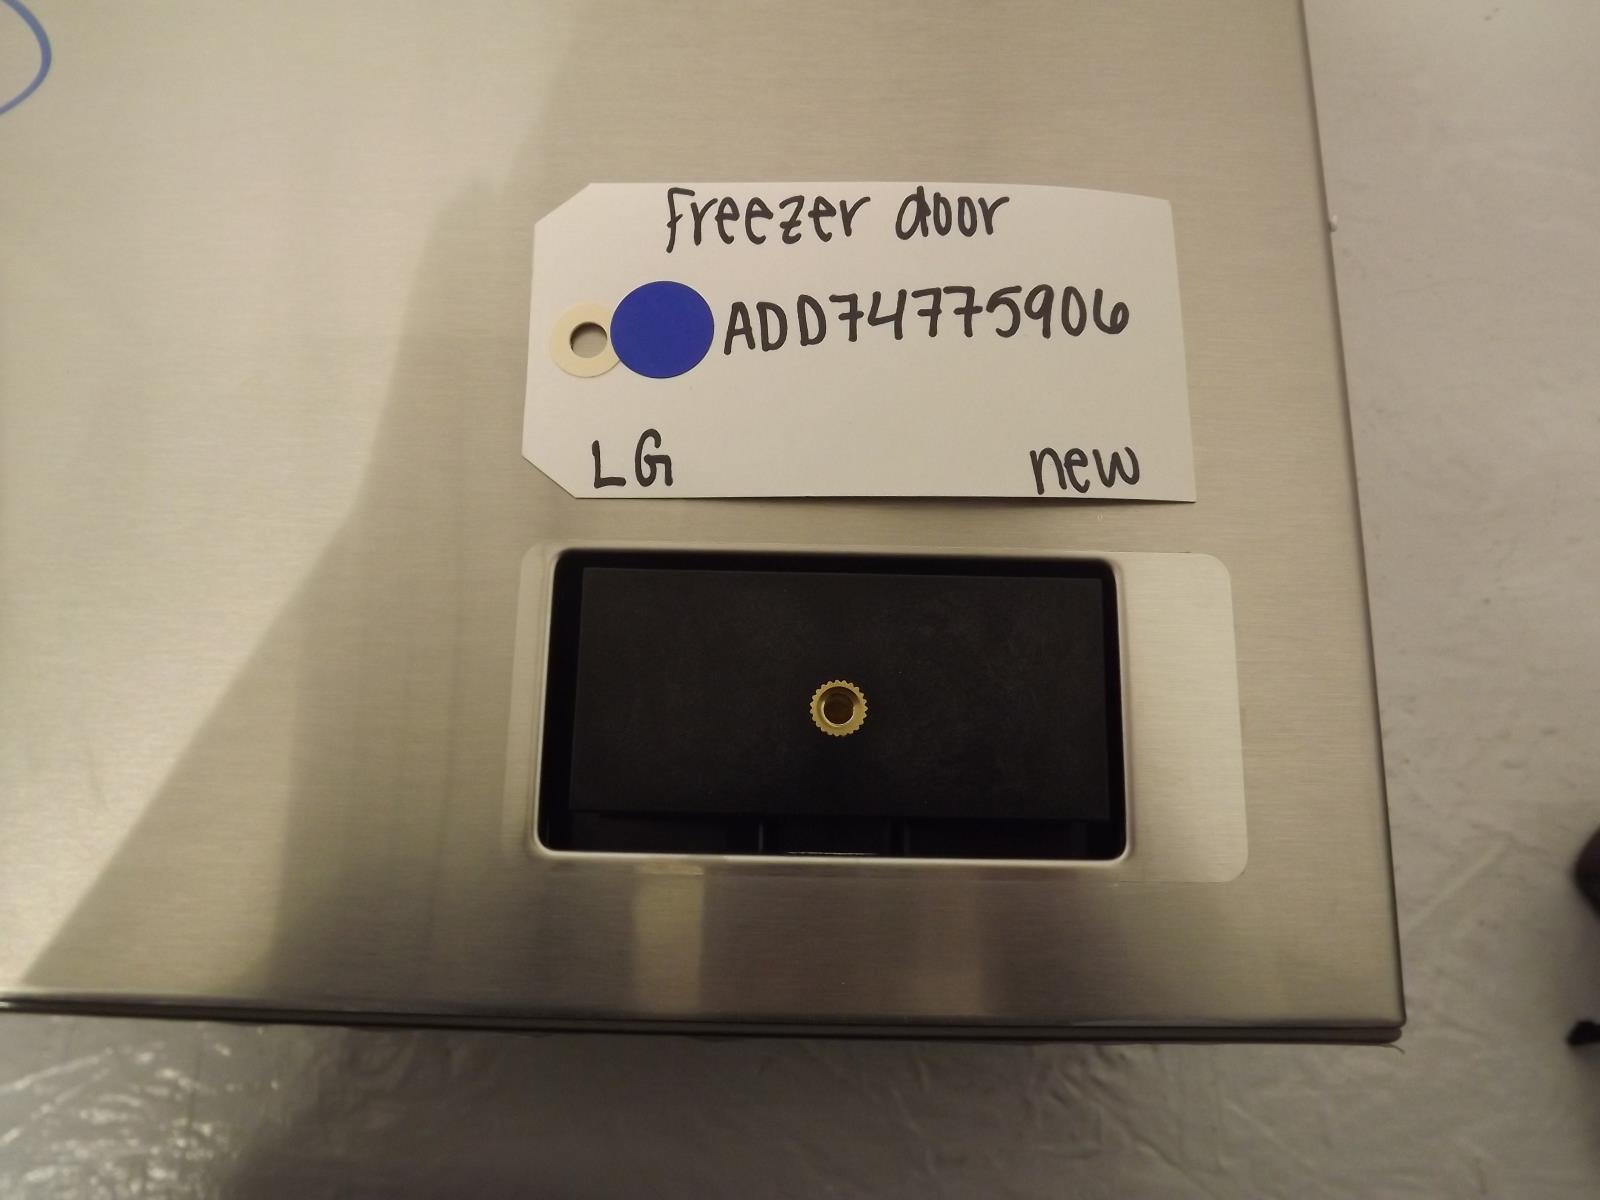 freezer door
ADD74775906
LG
new